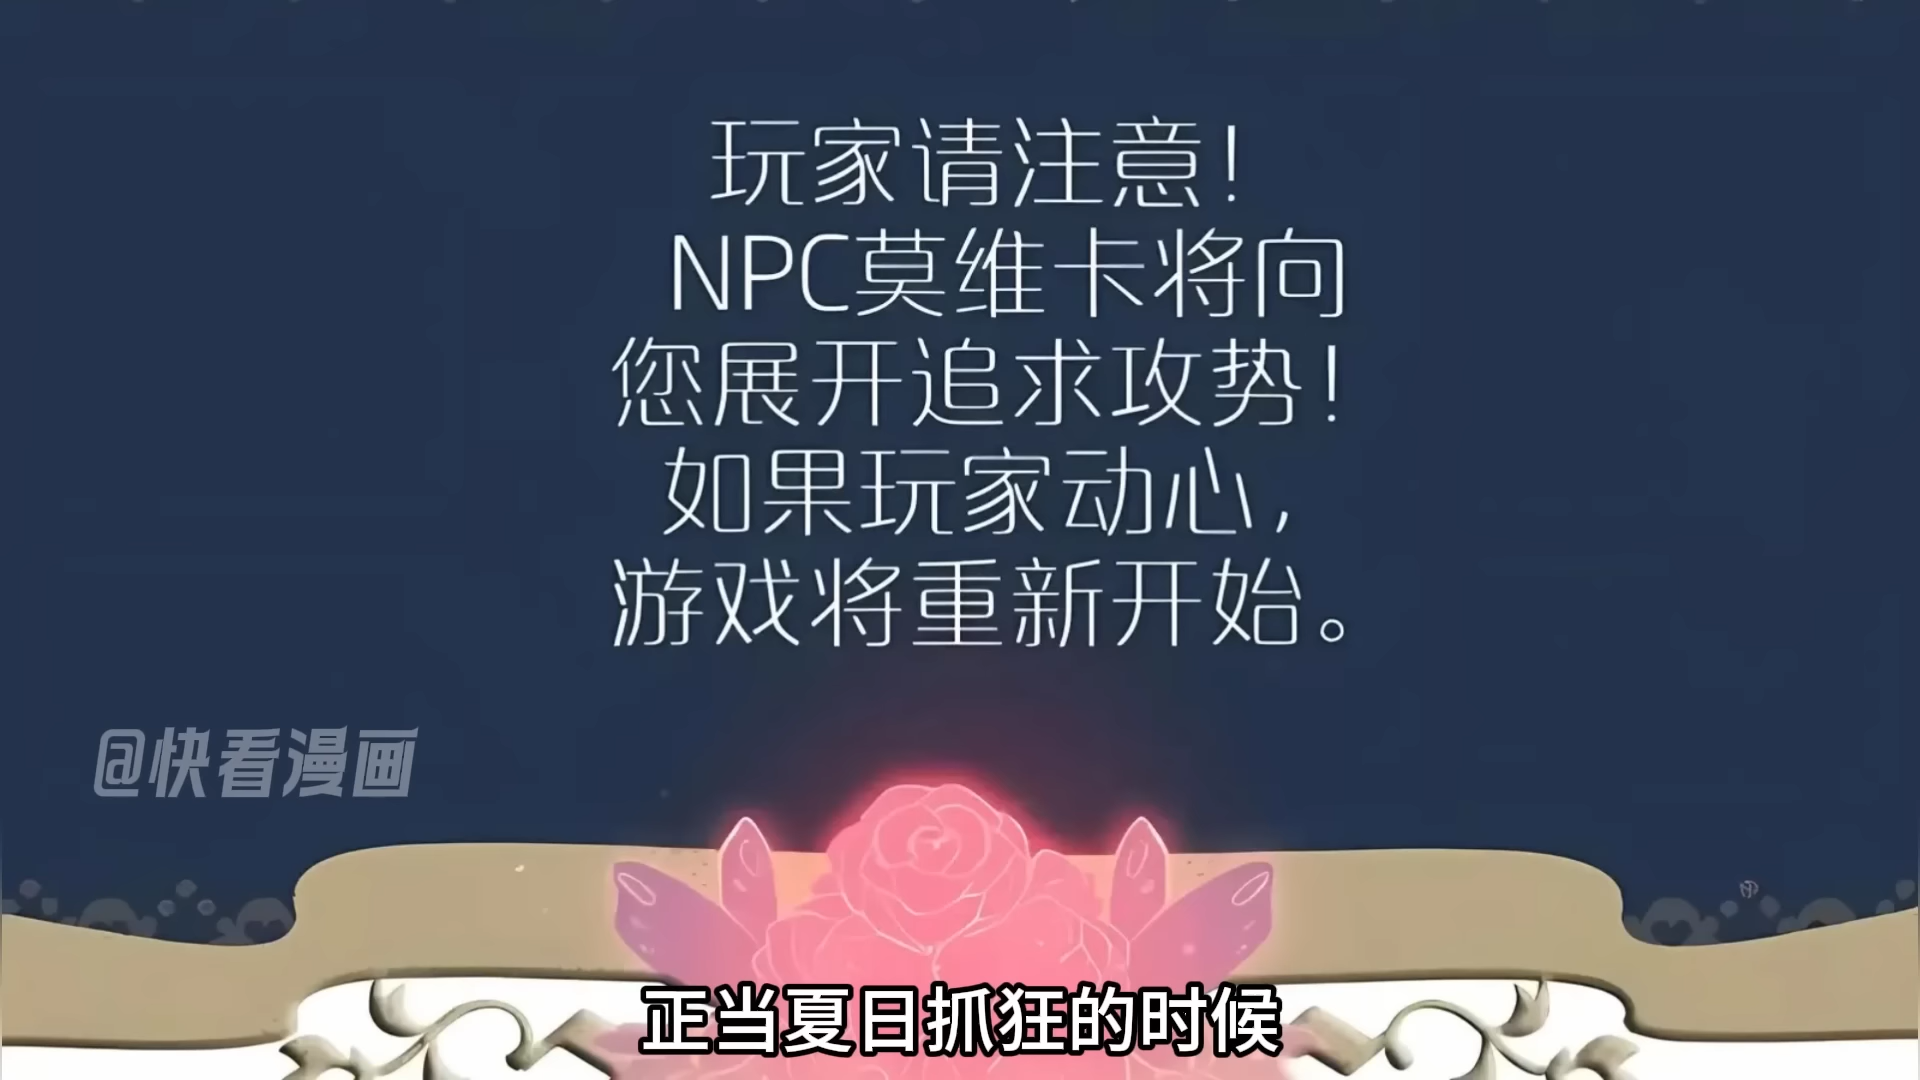 玩家请注意！
NPC莫维卡将向
您展开追求攻势！
如果玩家动心，
游戏将重新开始。
@快看漫画
正当夏日抓狂的时候